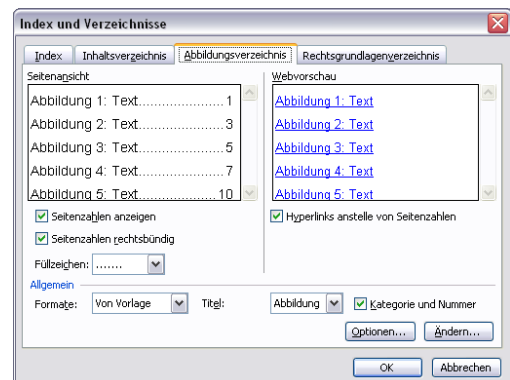 Index und Verzeichnisse
Index Inhaltsverzeichnis Abbildungsverzeichnis Rechtsgrundlagenverzeichnis
Seitenansicht
Abbildung 1: Text......................1
Abbildung 2: Text......................3
Abbildung 3: Text......................5
Abbildung 4: Text......................7
Abbildung 5: Text....................10
Webvorschau
Abbildung 1: Text
Abbildung 2: Text
Abbildung 3: Text
Abbildung 4: Text
Abbildung 5: Text
Seitenzahlen anzeigen
Hyperlinks anstelle von Seitenzahlen
Seitenzahlen rechtsbündig
Füllzeichen: .......
Allgemein
Formate: Von Vorlage Titel: Abbildung Kategorie und Nummer
Optionen... Ändern...
OK Abbrechen